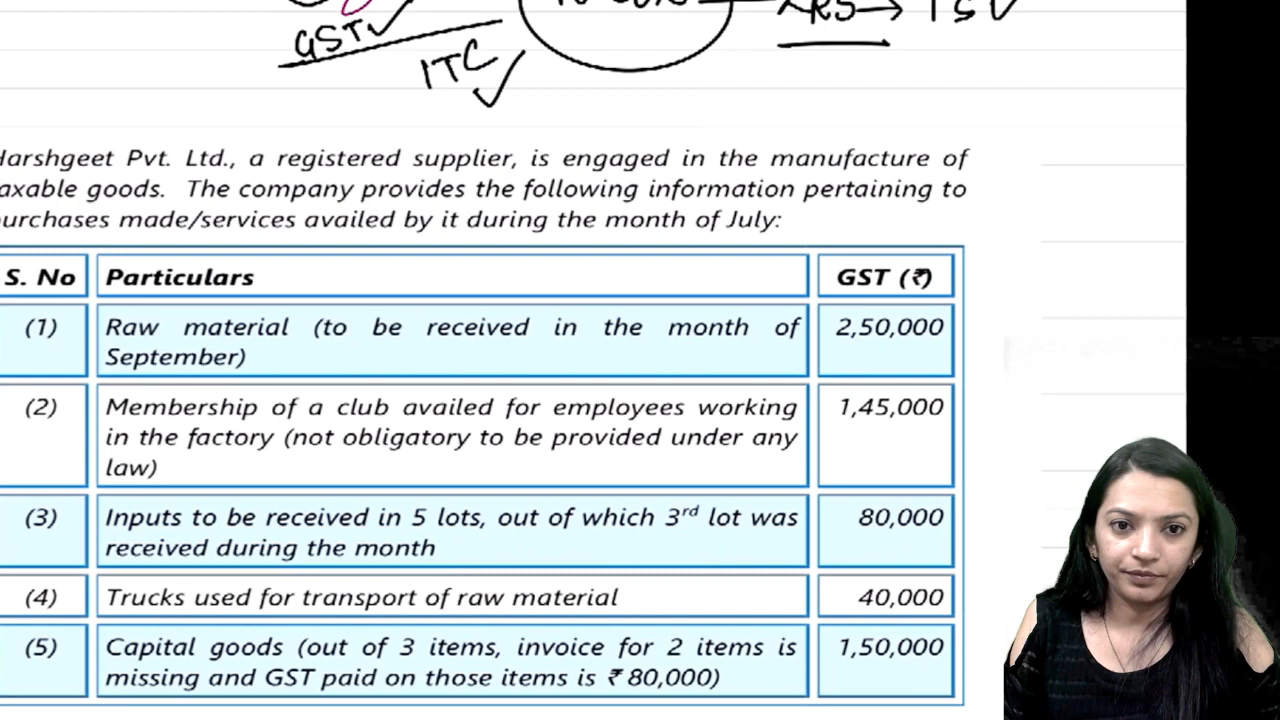 GST✓
ITC✓
Harshgeet Pvt. Ltd., a registered supplier, is engaged in the manufacture of
taxable goods. The company provides the following information pertaining to
purchases made/services availed by it during the month of July:
S. No Particulars GST (₹)
(1) Raw material (to be received in the month of
September) 2,50,000
(2) Membership of a club availed for employees working
in the factory (not obligatory to be provided under any
law) 1,45,000
(3) Inputs to be received in 5 lots, out of which 3rd lot was
received during the month 80,000
(4) Trucks used for transport of raw material 40,000
(5) Capital goods (out of 3 items, invoice for 2 items is
missing and GST paid on those items is ₹ 80,000) 1,50,000